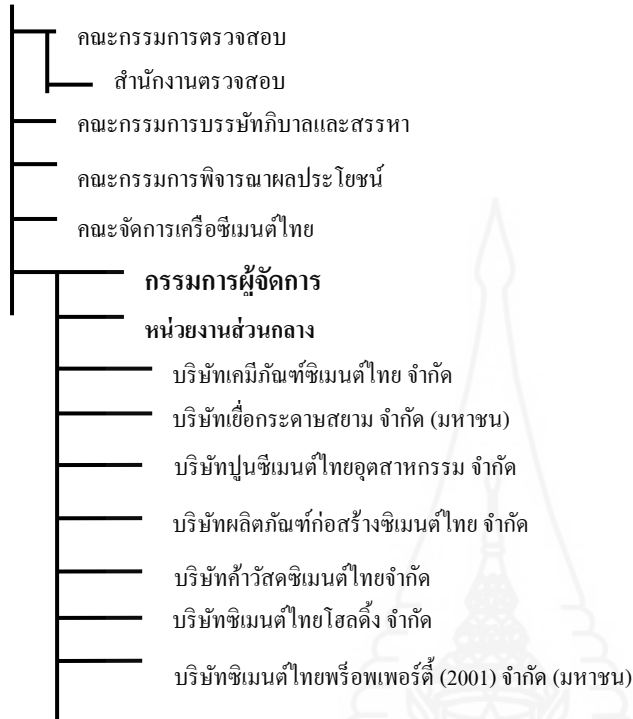 คณะกรรมการตรวจสอบ
สำนักงานตรวจสอบ
คณะกรรมการบรรษัทภิบาลและสรรหา
คณะกรรมการพิจารณาผลประโยชน์
คณะจัดการเครือซีเมนต์ไทย
กรรมการผู้จัดการ
หน่วยงานส่วนกลาง
บริษัทเคมีภัณฑ์ซิเมนต์ไทย จำกัด
บริษัทเยื่อกระดาษสยาม จำกัด (มหาชน)
บริษัทปูนซีเมนต์ไทยอุตสาหกรรม จำกัด
บริษัทผลิตภัณฑ์ก่อสร้างซิเมนต์ไทย จำกัด
บริษัทค้าวัสดซิเมนต์ไทยจำกัด
บริษัทซิเมนต์ไทยโฮลดิ้ง จำกัด
บริษัทซิเมนต์ไทยพร็อพเพอร์ตี้ (2001) จำกัด (มหาชน)